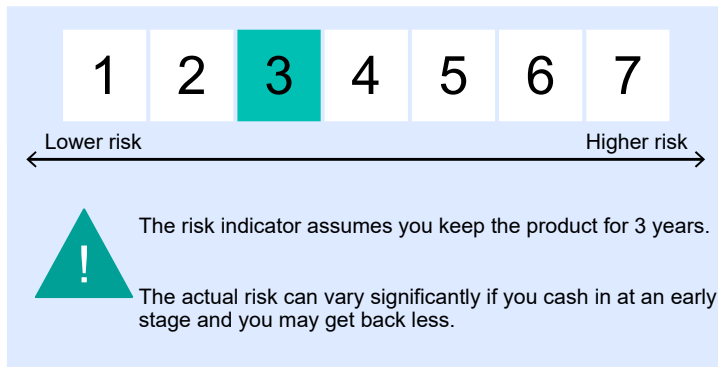 1 2 3 4 5 6 7
Lower risk Higher risk
!
The risk indicator assumes you keep the product for 3 years.
The actual risk can vary significantly if you cash in at an early
stage and you may get back less.